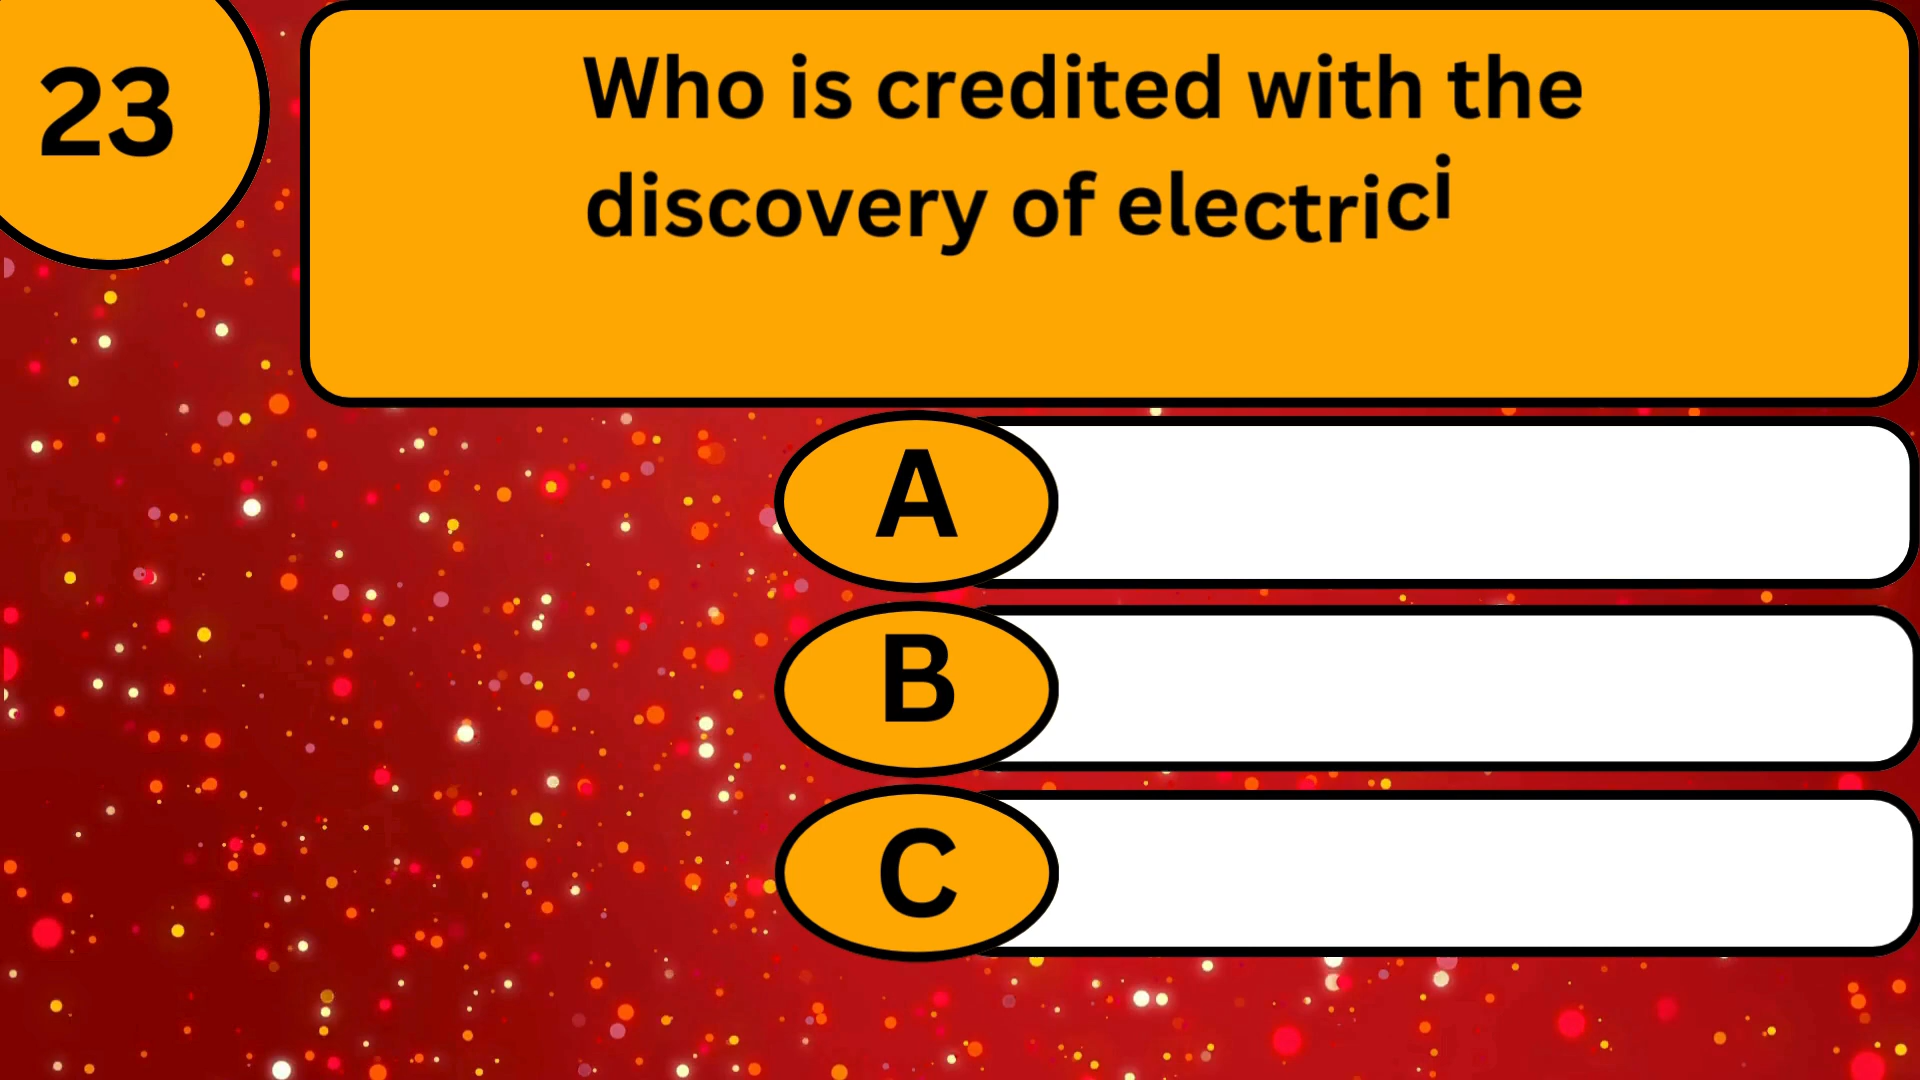 23
Who is credited with the
discovery of electrici
A
B
C